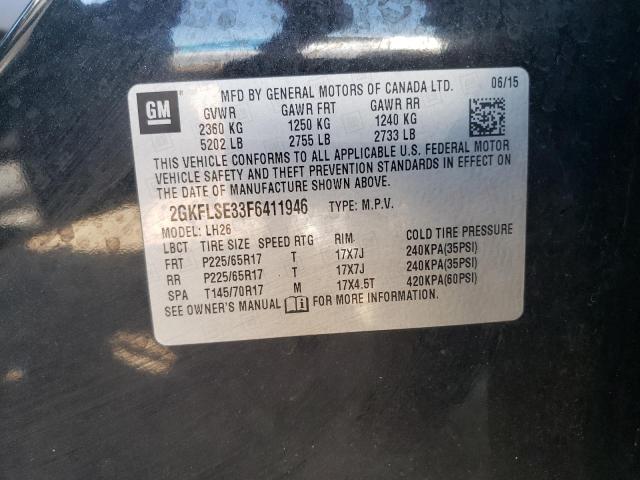 GM
MFD BY GENERAL MOTORS OF CANADA LTD. 06/15
GVWR GAWR FRT GAWR RR
2360 KG 1250 KG 1240 KG
5202 LB 2755 LB 2733 LB
THIS VEHICLE CONFORMS TO ALL APPLICABLE U.S. FEDERAL MOTOR
VEHICLE SAFETY AND THEFT PREVENTION STANDARDS IN EFFECT ON
THE DATE OF MANUFACTURE SHOWN ABOVE.
2GKFLSE33F6411946 TYPE: M.P.V.
MODEL: LH26
LBCT TIRE SIZE SPEED RTG RIM COLD TIRE PRESSURE
FRT P225/65R17 T 17X7J 240KPA(35PSI)
RR P225/65R17 T 17X7J 240KPA(35PSI)
SPA T145/70R17 M 17X4.5T 420KPA(60PSI)
SEE OWNER'S MANUAL FOR MORE INFORMATION.